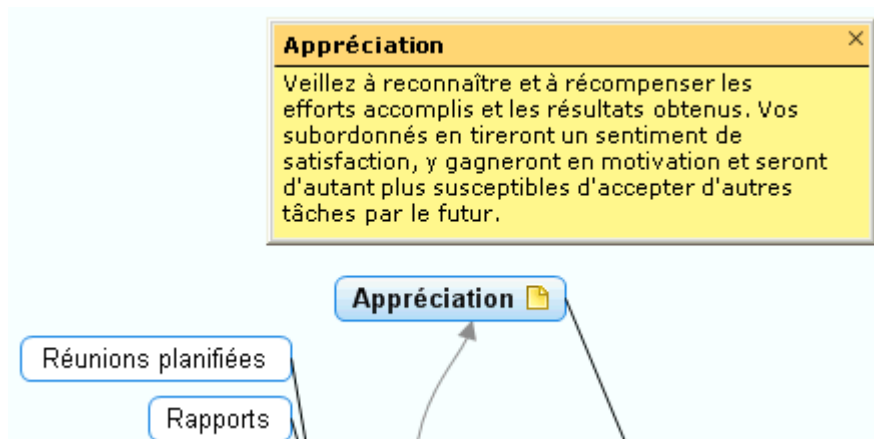 Appréciation
Veillez à reconnaître et à récompenser les
efforts accomplis et les résultats obtenus. Vos
subordonnés en tireront un sentiment de
satisfaction, y gagneront en motivation et seront
d'autant plus susceptibles d'accepter d'autres
tâches par le futur.
Appréciation
Réunions planifiées
Rapports